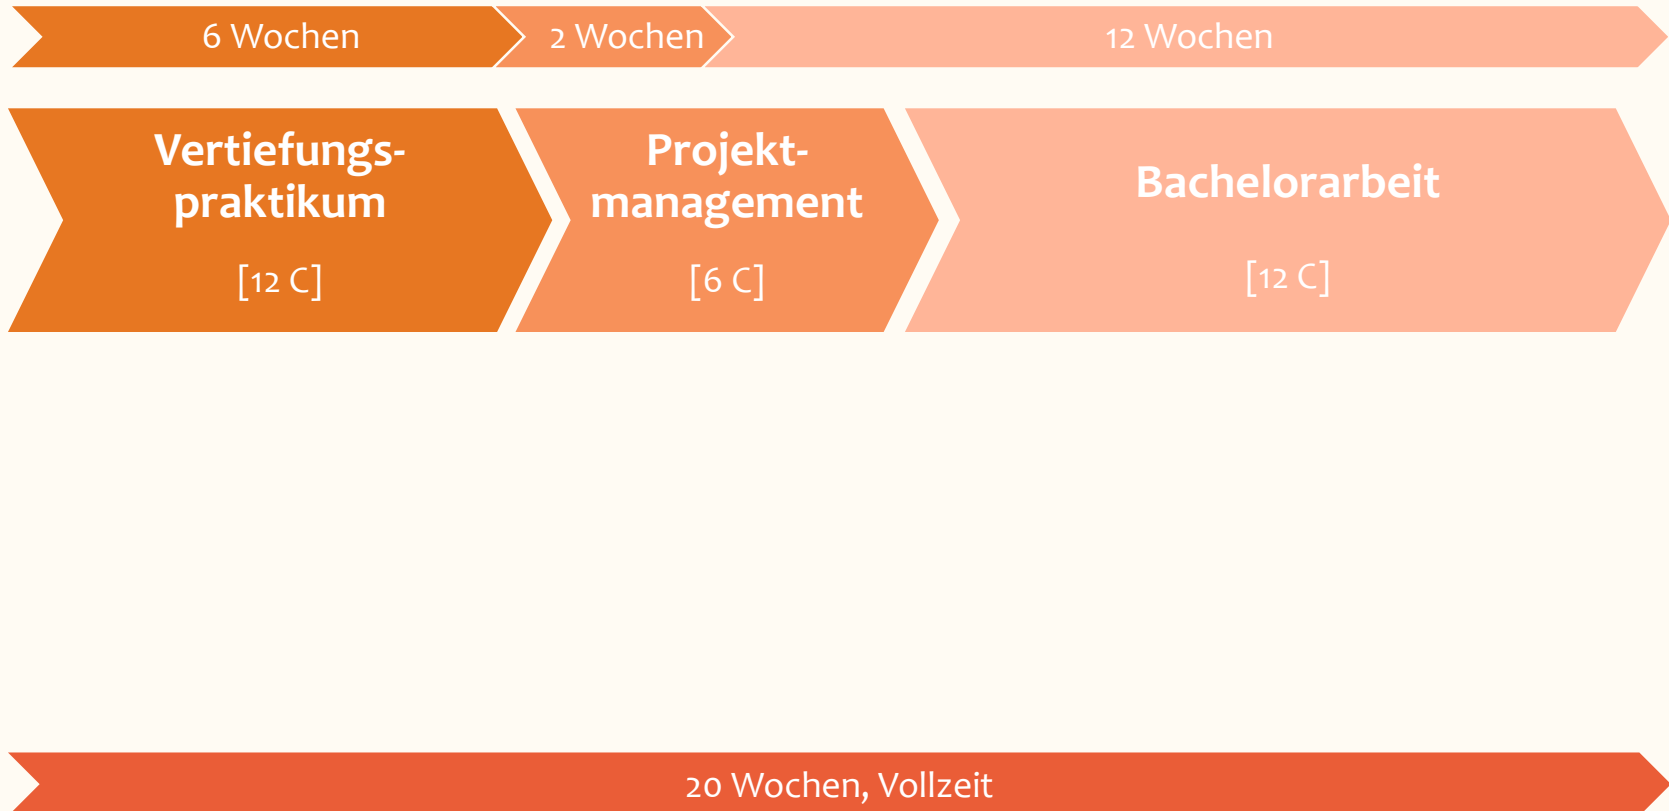 6 Wochen
2 Wochen
12 Wochen
Vertiefungs-
praktikum
[12 C]
Projekt-
management
[6 C]
Bachelorarbeit
[12 C]
20 Wochen, Vollzeit